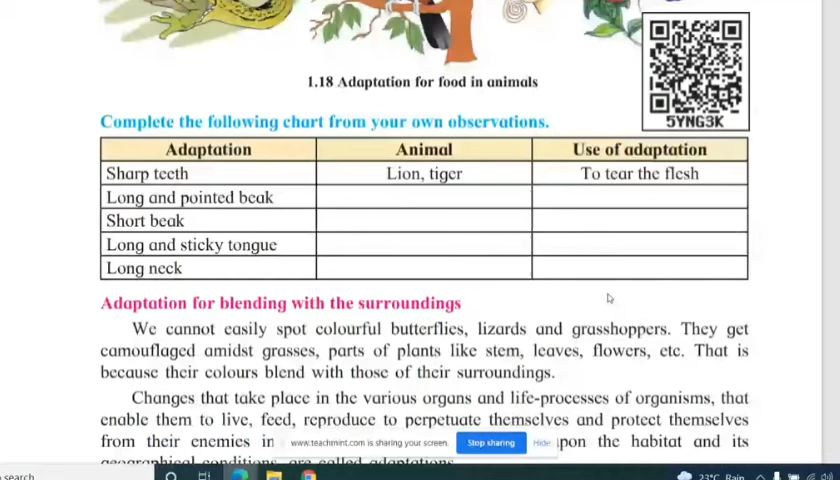 1.18 Adaptation for food in animals
5YNG3K
Complete the following chart from your own observations.
Adaptation Animal Use of adaptation
Sharp teeth Lion, tiger To tear the flesh
Long and pointed beak
Short beak
Long and sticky tongue
Long neck
Adaptation for blending with the surroundings
We cannot easily spot colourful butterflies, lizards and grasshoppers. They get
camouflaged amidst grasses, parts of plants like stem, leaves, flowers, etc. That is
because their colours blend with those of their surroundings.
Changes that take place in the various organs and life-processes of organisms, that
enable them to live, feed, reproduce to perpetuate themselves and protect themselves
from their enemies in upon the habitat and its
www.teachmint.com is sharing your screen. Stop sharing Hide
geographical conditions, are called adaptations.
search 23°C Rain